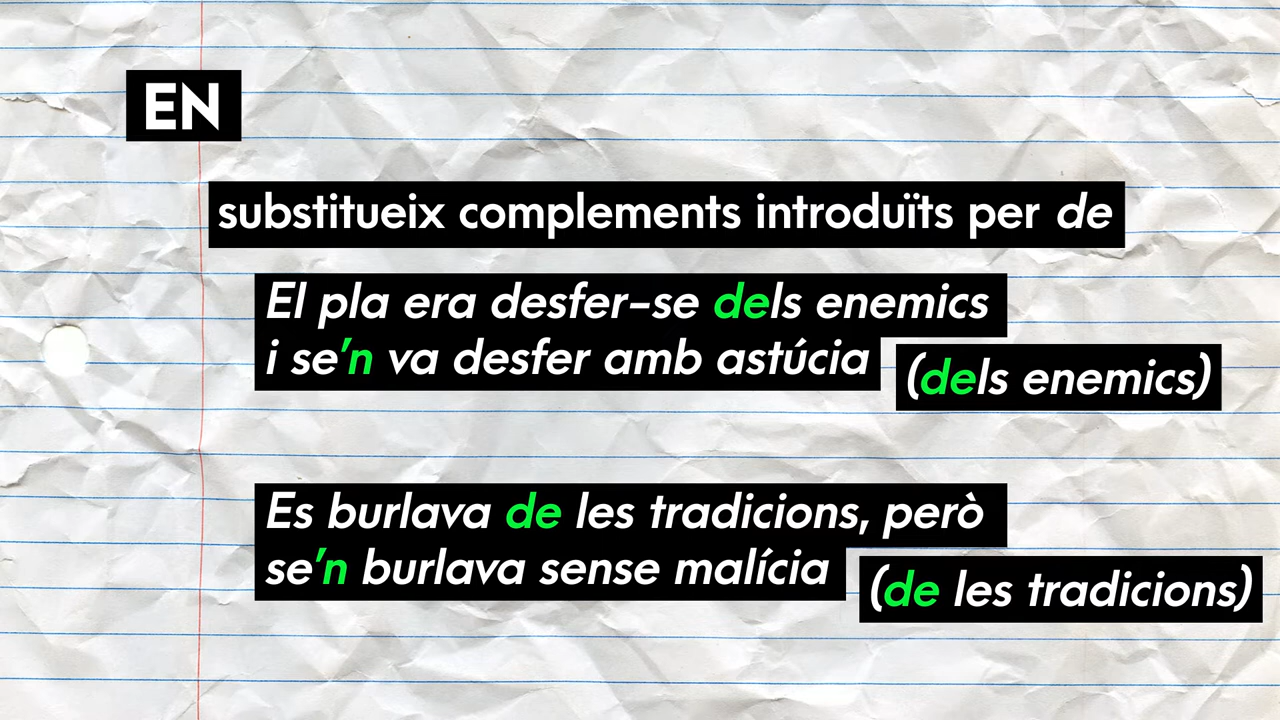 EN
substitueix complements introduïts per de
El pla era desfer-se dels enemics
i se'n va desfer amb astúcia
(dels enemics)
Es burlava de les tradicions, però
se'n burlava sense malícia
(de les tradicions)